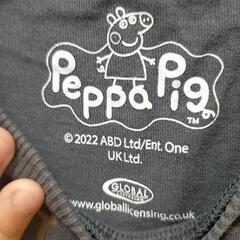 Peppa Pig
TM
© 2022 ABD Ltd/Ent. One
UK Ltd.
GLOBAL
www.globallicensing.co.uk